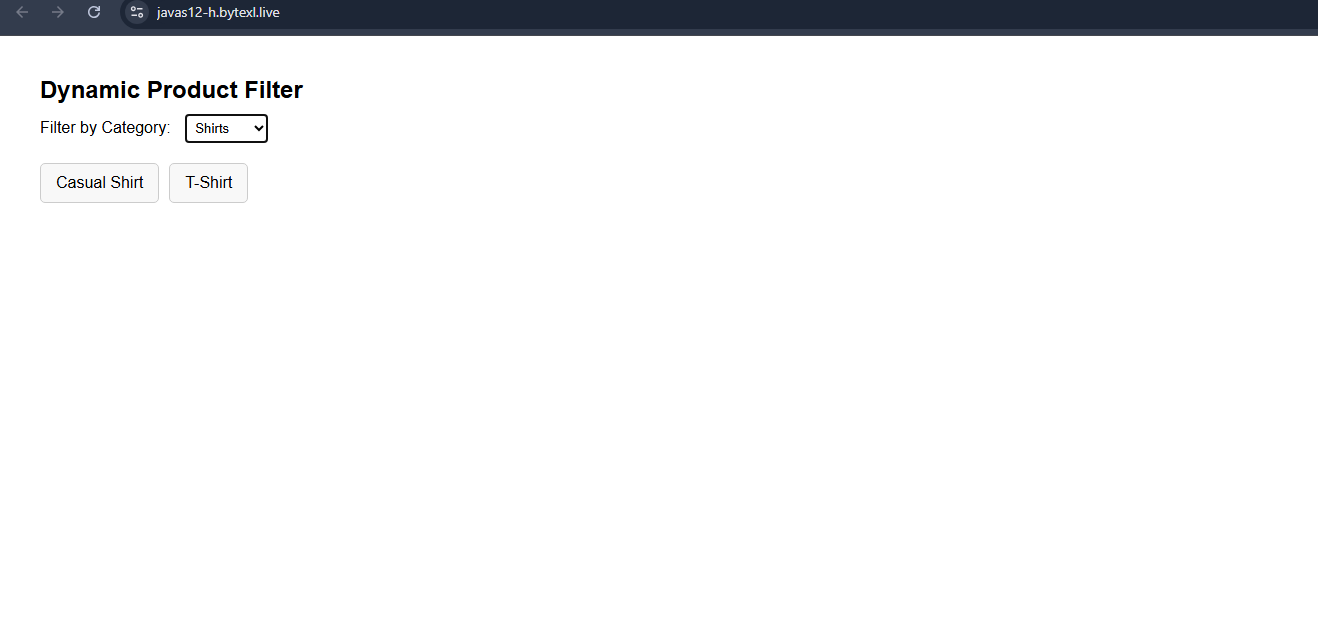 javas12-h.bytexl.live
Dynamic Product Filter
Filter by Category: Shirts
Casual Shirt T-Shirt